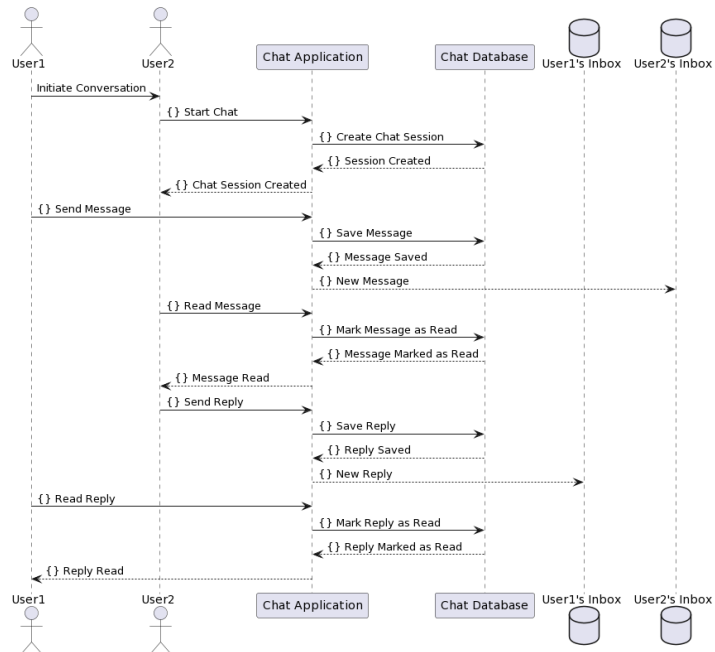 User1 User2 Chat Application Chat Database User1's Inbox User2's Inbox
Initiate Conversation
{} Start Chat
{} Create Chat Session
{} Session Created
{} Chat Session Created
{} Send Message
{} Save Message
{} Message Saved
{} New Message
{} Read Message
{} Mark Message as Read
{} Message Marked as Read
{} Message Read
{} Send Reply
{} Save Reply
{} Reply Saved
{} New Reply
{} Read Reply
{} Mark Reply as Read
{} Reply Marked as Read
{} Reply Read
User1 User2 Chat Application Chat Database User1's Inbox User2's Inbox